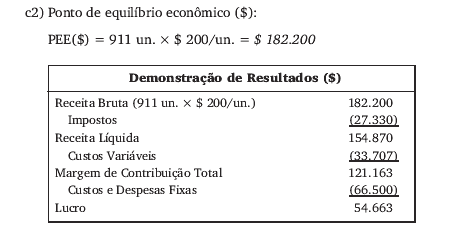 c2) Ponto de equilíbrio econômico ($):
PEE($) = 911 un. × $ 200/un. = $ 182.200
Demonstração de Resultados ($)
Receita Bruta (911 un. × $ 200/un.) 182.200
Impostos (27.330)
Receita Líquida 154.870
Custos Variáveis (33.707)
Margem de Contribuição Total 121.163
Custos e Despesas Fixas (66.500)
Lucro 54.663